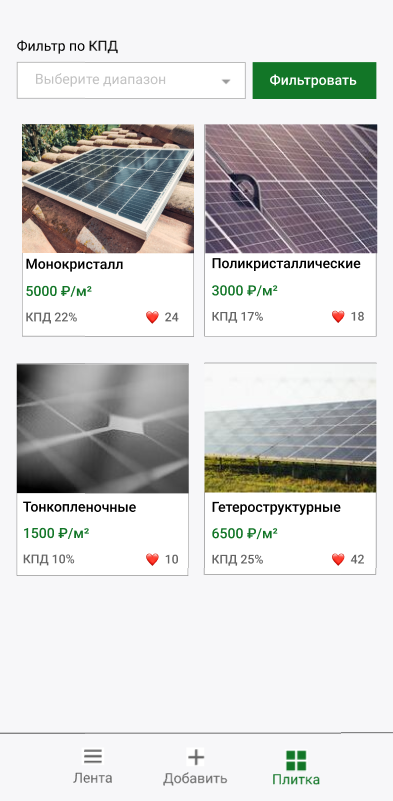 Фильтр по КПД
Выберите диапазон
Фильтровать
Монокристалл
5000 ₽/м²
КПД 22%
24
Поликристаллические
3000 ₽/м²
КПД 17%
18
Тонкопленочные
1500 ₽/м²
КПД 10%
10
Гетероструктурные
6500 ₽/м²
КПД 25%
42
Лента
Добавить
Плитка